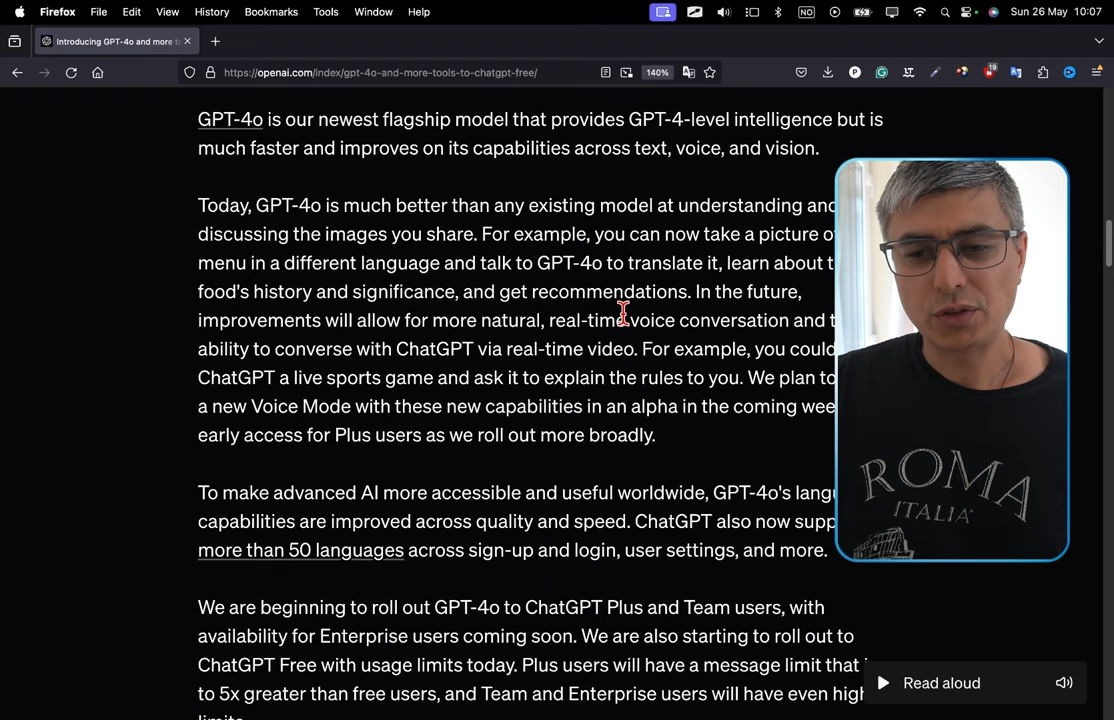 Firefox File Edit View History Bookmarks Tools Window Help NO Sun 26 May 10:07
Introducing GPT-4o and more to
https://openai.com/index/gpt-4o-and-more-tools-to-chatgpt-free/ 140% 19
GPT-4o is our newest flagship model that provides GPT-4-level intelligence but is
much faster and improves on its capabilities across text, voice, and vision.
Today, GPT-4o is much better than any existing model at understanding and
discussing the images you share. For example, you can now take a picture
menu in a different language and talk to GPT-4o to translate it, learn about
food's history and significance, and get recommendations. In the future,
improvements will allow for more natural, real-time voice conversation and
ability to converse with ChatGPT via real-time video. For example, you could
ChatGPT a live sports game and ask it to explain the rules to you. We plan to
a new Voice Mode with these new capabilities in an alpha in the coming
early access for Plus users as we roll out more broadly.
To make advanced AI more accessible and useful worldwide, GPT-4o's
capabilities are improved across quality and speed. ChatGPT also now
more than 50 languages across sign-up and login, user settings, and more.
We are beginning to roll out GPT-4o to ChatGPT Plus and Team users, with
availability for Enterprise users coming soon. We are also starting to roll out to
ChatGPT Free with usage limits today. Plus users will have a message limit that
to 5x greater than free users, and Team and Enterprise users will have even
ROMA
ITALIA
Read aloud